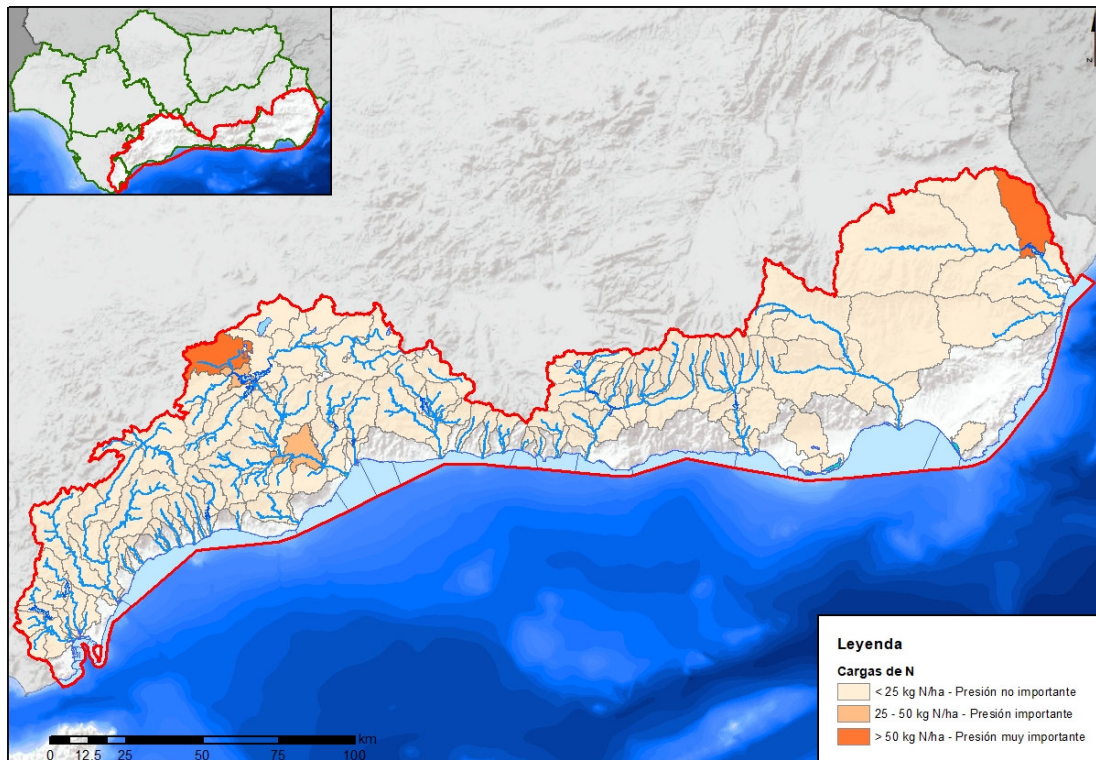 N
Leyenda
Cargas de N
< 25 kg N/ha - Presión no importante
25 - 50 kg N/ha - Presión importante
> 50 kg N/ha - Presión muy importante
km
0 12,5 25 50 75 100